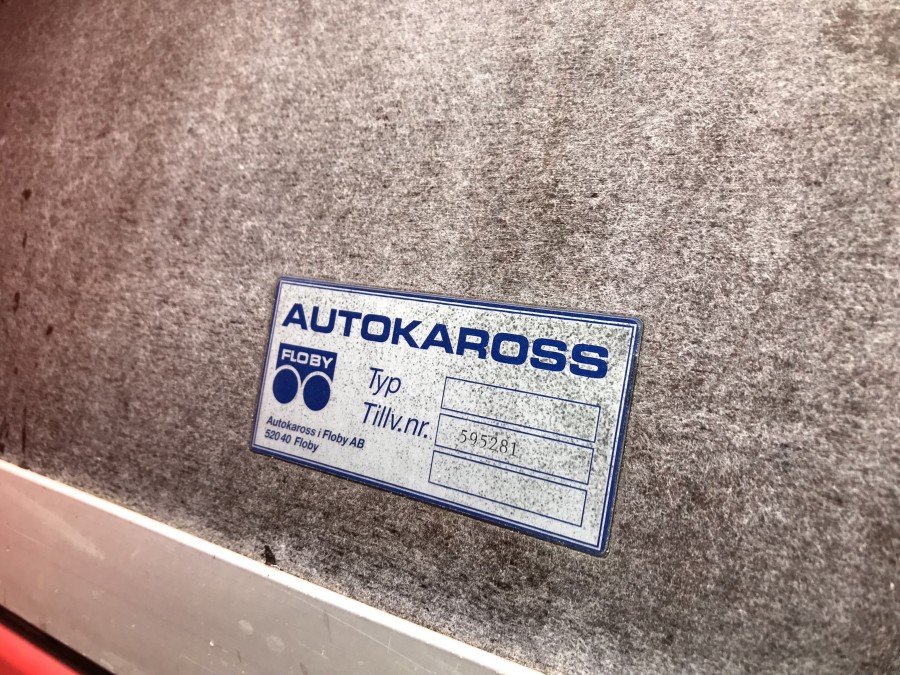 AUTOKAROSS
FLOBY
Typ
Tillv.nr. 595281
Autokaross i Floby AB
520 40 Floby